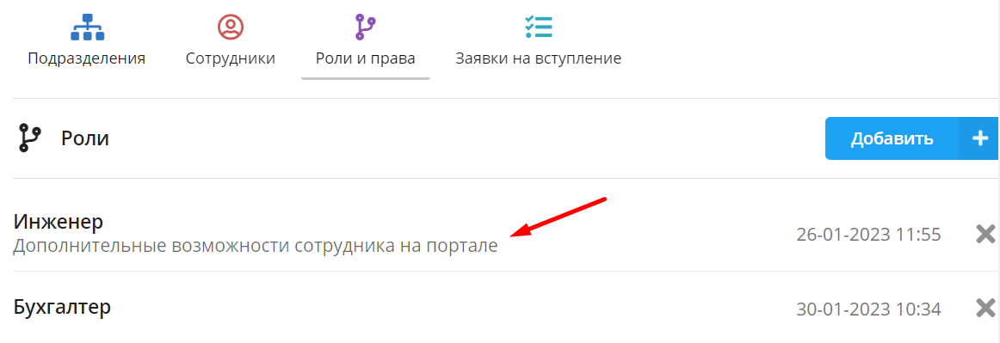 Подразделения Сотрудники Роли и права Заявки на вступление
Роли Добавить +
Инженер
Дополнительные возможности сотрудника на портале 26-01-2023 11:55
Бухгалтер 30-01-2023 10:34